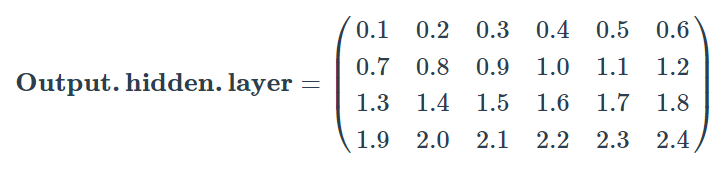 0.1 0.2 0.3 0.4 0.5 0.6
0.7 0.8 0.9 1.0 1.1 1.2
Output. hidden. layer =
1.3 1.4 1.5 1.6 1.7 1.8
1.9 2.0 2.1 2.2 2.3 2.4